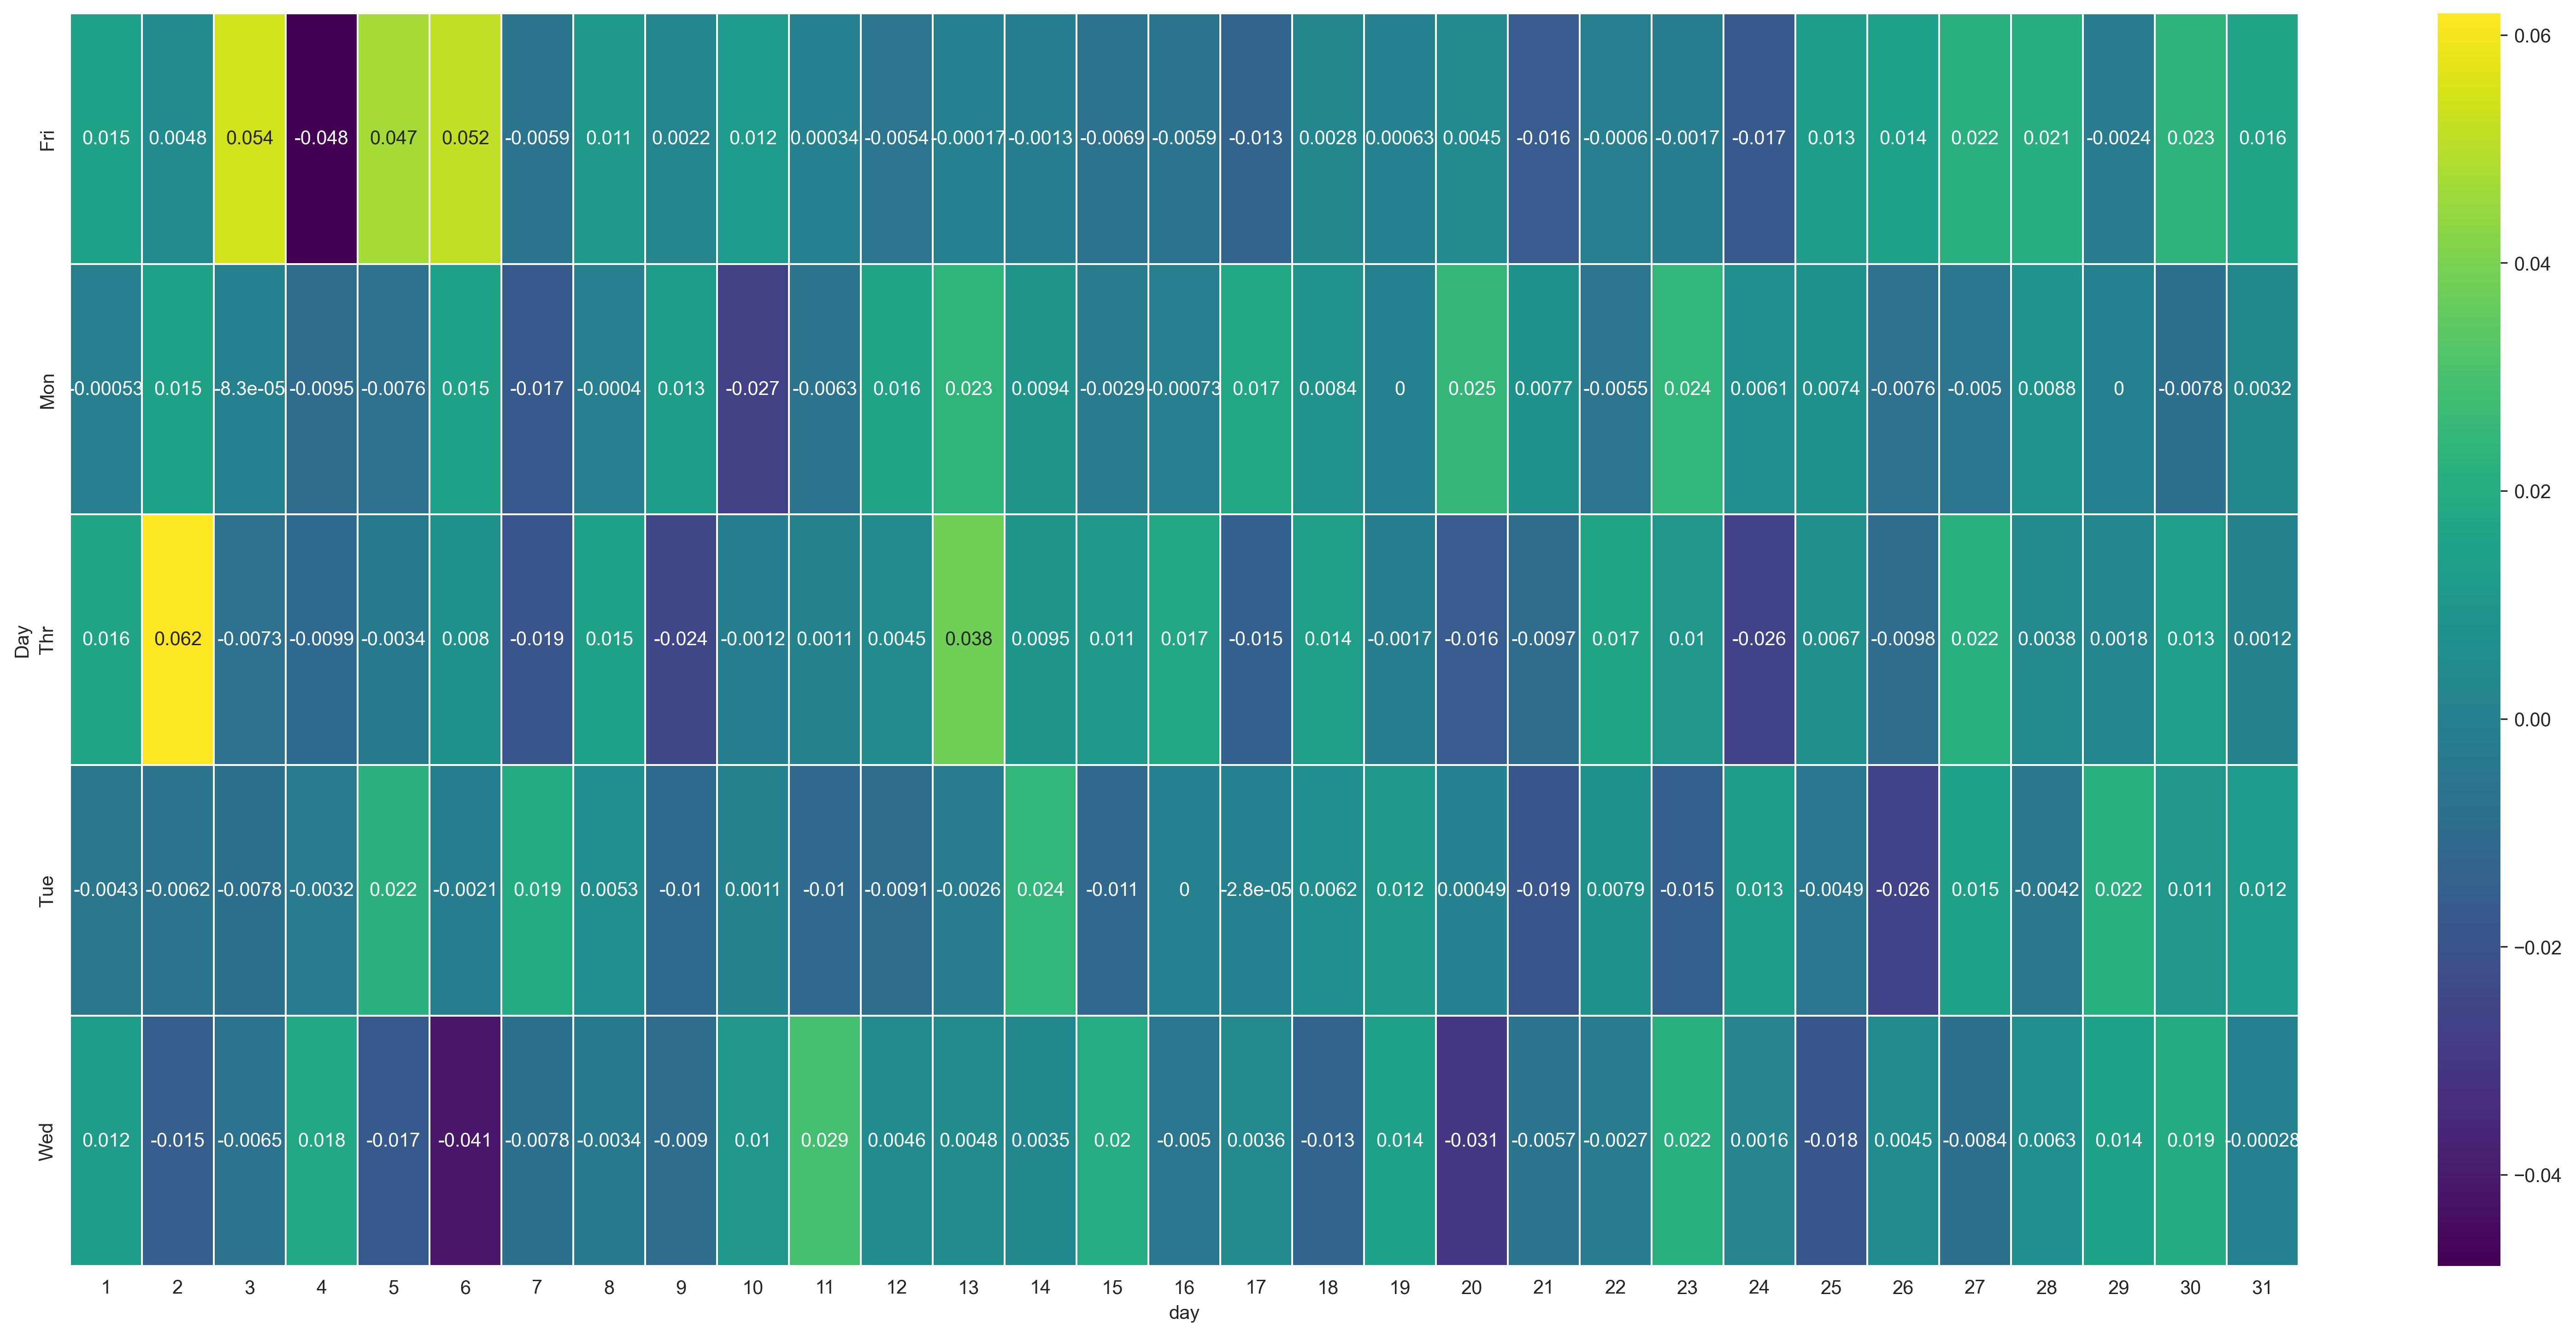 Fri 0.015 0.0048 0.054 -0.048 0.047 0.052 -0.0059 0.011 0.0022 0.012 0.00034 -0.0054 -0.00017 -0.0013 -0.0069 -0.0059 -0.013 0.0028 0.00063 0.0045 -0.016 -0.0006 -0.0017 -0.017 0.013 0.014 0.022 0.021 -0.0024 0.023 0.016
Mon -0.00053 0.015 -8.3e-05 -0.0095 -0.0076 0.015 -0.017 -0.0004 0.013 -0.027 -0.0063 0.016 0.023 0.0094 -0.0029 -0.00073 0.017 0.0084 0 0.025 0.0077 -0.0055 0.024 0.0061 0.0074 -0.0076 -0.005 0.0088 0 -0.0078 0.0032
Day
Thr 0.016 0.062 -0.0073 -0.0099 -0.0034 0.008 -0.019 0.015 -0.024 -0.0012 0.0011 0.0045 0.038 0.0095 0.011 0.017 -0.015 0.014 -0.0017 -0.016 -0.0097 0.017 0.01 -0.026 0.0067 -0.0098 0.022 0.0038 0.0018 0.013 0.0012
Tue -0.0043 -0.0062 -0.0078 -0.0032 0.022 -0.0021 0.019 0.0053 -0.01 0.0011 -0.01 -0.0091 -0.0026 0.024 -0.011 0 -2.8e-05 0.0062 0.012 0.00049 -0.019 0.0079 -0.015 0.013 -0.0049 -0.026 0.015 -0.0042 0.022 0.011 0.012
Wed 0.012 -0.015 -0.0065 0.018 -0.017 -0.041 -0.0078 -0.0034 -0.009 0.01 0.029 0.0046 0.0048 0.0035 0.02 -0.005 0.0036 -0.013 0.014 -0.031 -0.0057 -0.0027 0.022 0.0016 -0.018 0.0045 -0.0084 0.0063 0.014 0.019 -0.00028
1 2 3 4 5 6 7 8 9 10 11 12 13 14 15 16 17 18 19 20 21 22 23 24 25 26 27 28 29 30 31
day
0.06
0.04
0.02
0.00
−0.02
−0.04